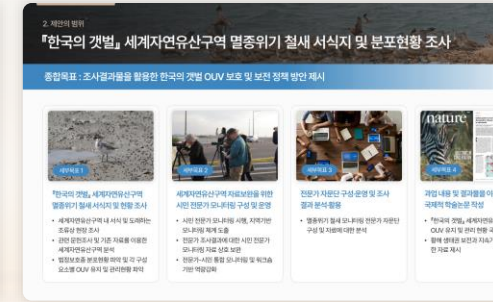 2. 제안의 범위
『한국의 갯벌』 세계자연유산구역 멸종위기 철새 서식지 및 분포현황 조사
종합목표 : 조사결과물을 활용한 한국의 갯벌 OUV 보호 및 보전 정책 방안 제시
세부목표 1
『한국의 갯벌』 세계자연유산구역
멸종위기 철새 서식지 및 현황 조사
• 세계자연유산구역 내 서식 및 도래하는
조류상 현장 조사
• 관련 문헌조사 및 기존 자료를 이용한
세계자연유산구역 분석
• 법정보호종 분포현황 파악 및 각 구성
요소별 OUV 유지 및 관리현황 파악
세부목표 2
세계자연유산구역 자료보완을 위한
시민 전문가 모니터링 구성 및 운영
• 시민 전문가 모니터링 시행, 지역기반
모니터링 체계 도출
• 전문가 조사결과에 대한 시민 전문가
모니터링 자료 상호 보완
• 전문가-시민 통합 모니터링 및 워크숍
기반 역량강화
세부목표 3
전문가 자문단 구성·운영 및 조사
결과 분석·활용
• 멸종위기 철새 모니터링 전문가 자문단
구성 및 자료에 대한 분석
nature
세부목표 4
과업 내용 및 결과물을 이
국제적 학술논문 작성
• 『한국의 갯벌』 세계자연유
OUV 유지 및 관리 현황 국
• 황해 생태권 보전과 지속가
한 자료 제시